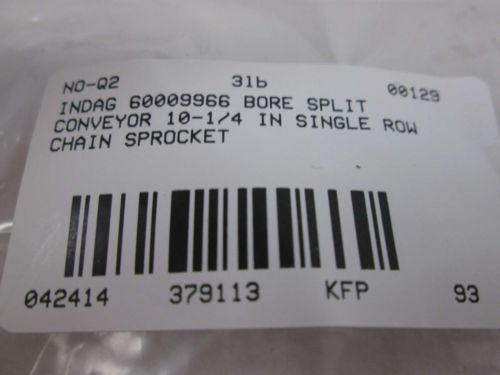 NO-Q2 3lb 00129
INDAG 60009966 BORE SPLIT
CONVEYOR 10-1/4 IN SINGLE ROW
CHAIN SPROCKET
042414 379113 KFP 93